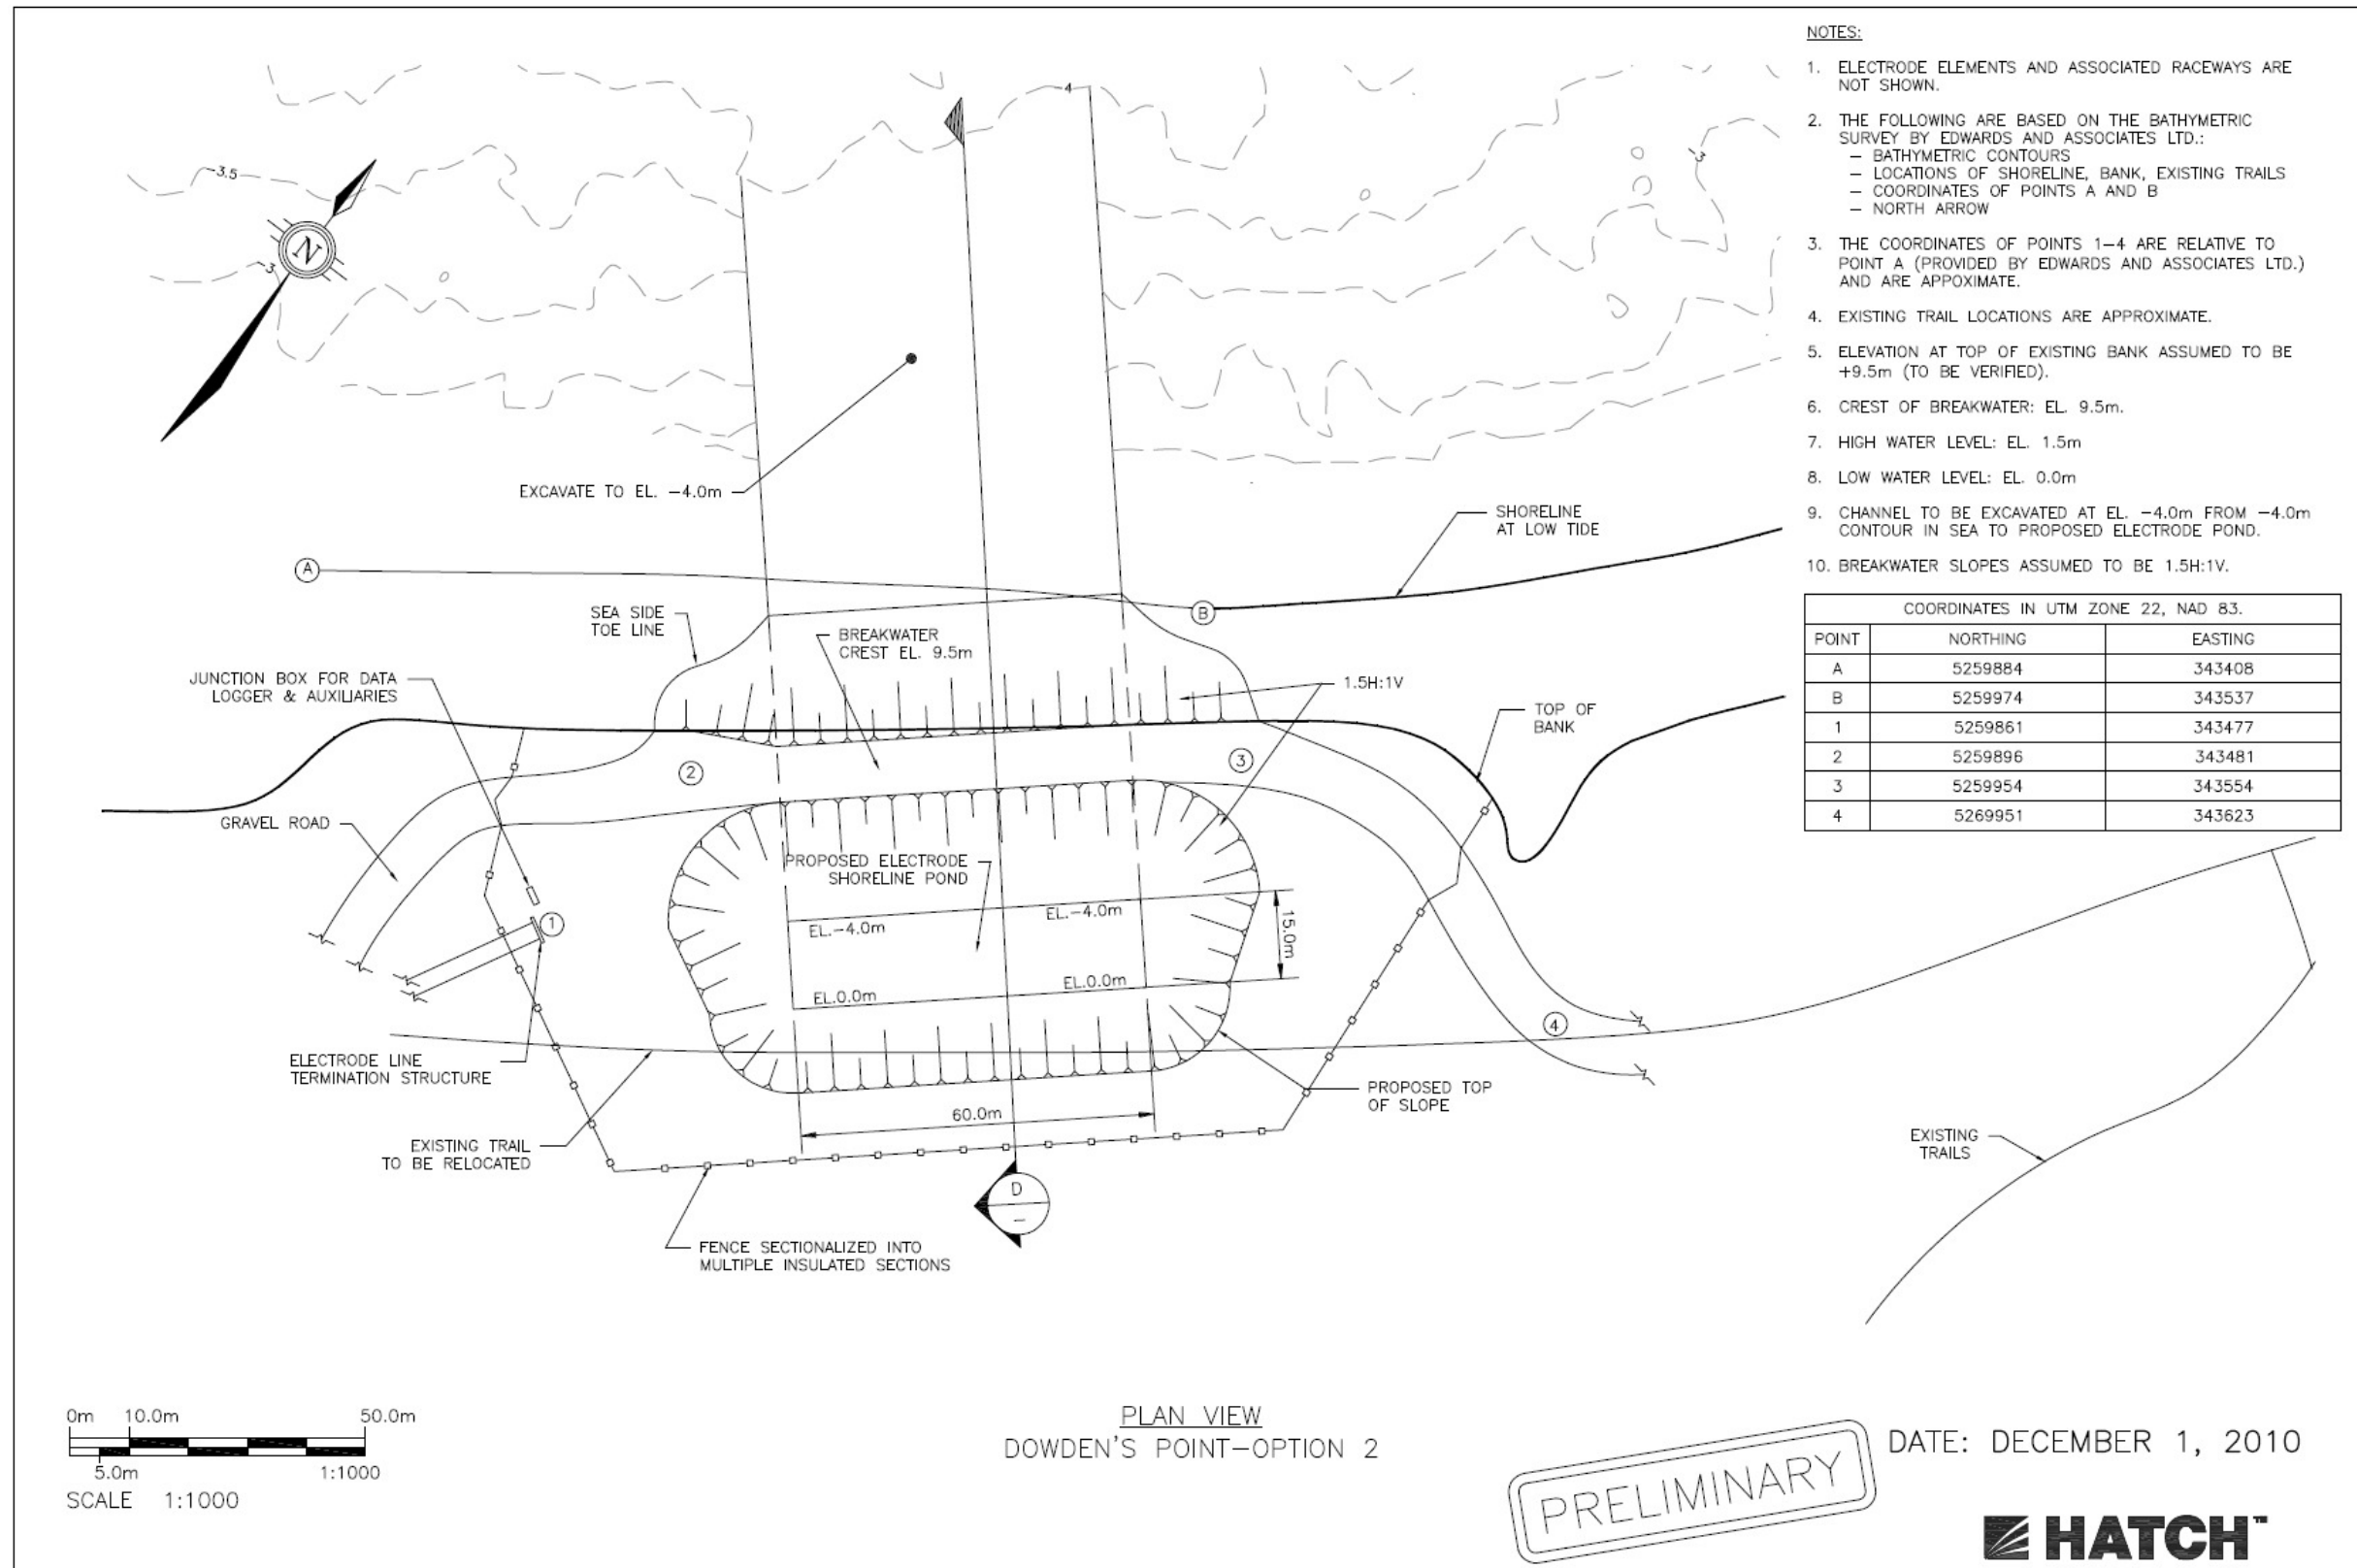 NOTES:
1. ELECTRODE ELEMENTS AND ASSOCIATED RACEWAYS ARE
NOT SHOWN.
2. THE FOLLOWING ARE BASED ON THE BATHYMETRIC
SURVEY BY EDWARDS AND ASSOCIATES LTD.:
– BATHYMETRIC CONTOURS
– LOCATIONS OF SHORELINE, BANK, EXISTING TRAILS
– COORDINATES OF POINTS A AND B
– NORTH ARROW
3. THE COORDINATES OF POINTS 1–4 ARE RELATIVE TO
POINT A (PROVIDED BY EDWARDS AND ASSOCIATES LTD.)
AND ARE APPOXIMATE.
4. EXISTING TRAIL LOCATIONS ARE APPROXIMATE.
5. ELEVATION AT TOP OF EXISTING BANK ASSUMED TO BE
+9.5m (TO BE VERIFIED).
6. CREST OF BREAKWATER: EL. 9.5m.
7. HIGH WATER LEVEL: EL. 1.5m
8. LOW WATER LEVEL: EL. 0.0m
9. CHANNEL TO BE EXCAVATED AT EL. –4.0m FROM –4.0m
CONTOUR IN SEA TO PROPOSED ELECTRODE POND.
10. BREAKWATER SLOPES ASSUMED TO BE 1.5H:1V.
COORDINATES IN UTM ZONE 22, NAD 83.
POINT NORTHING EASTING
A 5259884 343408
B 5259974 343537
1 5259861 343477
2 5259896 343481
3 5259954 343554
4 5269951 343623
–4
–3.5
–3
–3
N
EXCAVATE TO EL. –4.0m
SHORELINE
AT LOW TIDE
A
B
SEA SIDE
TOE LINE
BREAKWATER
CREST EL. 9.5m
JUNCTION BOX FOR DATA
LOGGER & AUXILIARIES
1.5H:1V
TOP OF
BANK
2
3
GRAVEL ROAD
PROPOSED ELECTRODE
SHORELINE POND
1
EL.–4.0m
EL.–4.0m
15.0m
EL.0.0m
EL.0.0m
4
ELECTRODE LINE
TERMINATION STRUCTURE
PROPOSED TOP
OF SLOPE
60.0m
EXISTING TRAIL
TO BE RELOCATED
EXISTING
TRAILS
D
–
FENCE SECTIONALIZED INTO
MULTIPLE INSULATED SECTIONS
0m 10.0m 50.0m
5.0m 1:1000
SCALE 1:1000
PLAN VIEW
DOWDEN'S POINT–OPTION 2
PRELIMINARY
DATE: DECEMBER 1, 2010
HATCH™